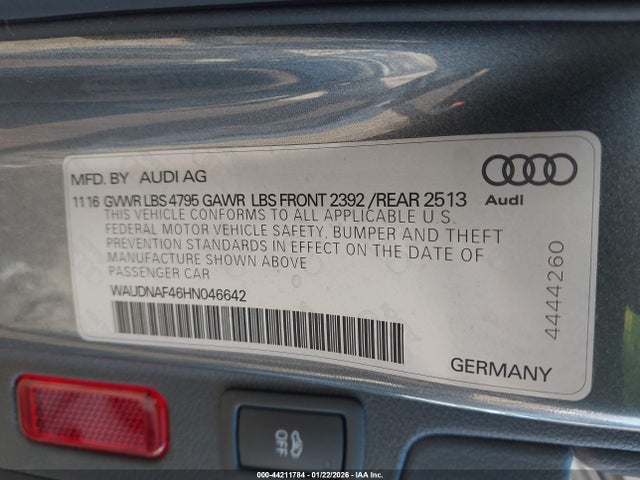 MFD. BY AUDI AG
Audi
11 16 GVWR LBS 4795 GAWR LBS FRONT 2392 /REAR 2513
THIS VEHICLE CONFORMS TO ALL APPLICABLE U.S.
FEDERAL MOTOR VEHICLE SAFETY, BUMPER AND THEFT
PREVENTION STANDARDS IN EFFECT ON THE DATE OF
MANUFACTURE SHOWN ABOVE
PASSENGER CAR
WAUDNAF46HN046642
4444260
GERMANY
OFF
000-44211784 | 01/22/2026 | IAA Inc.